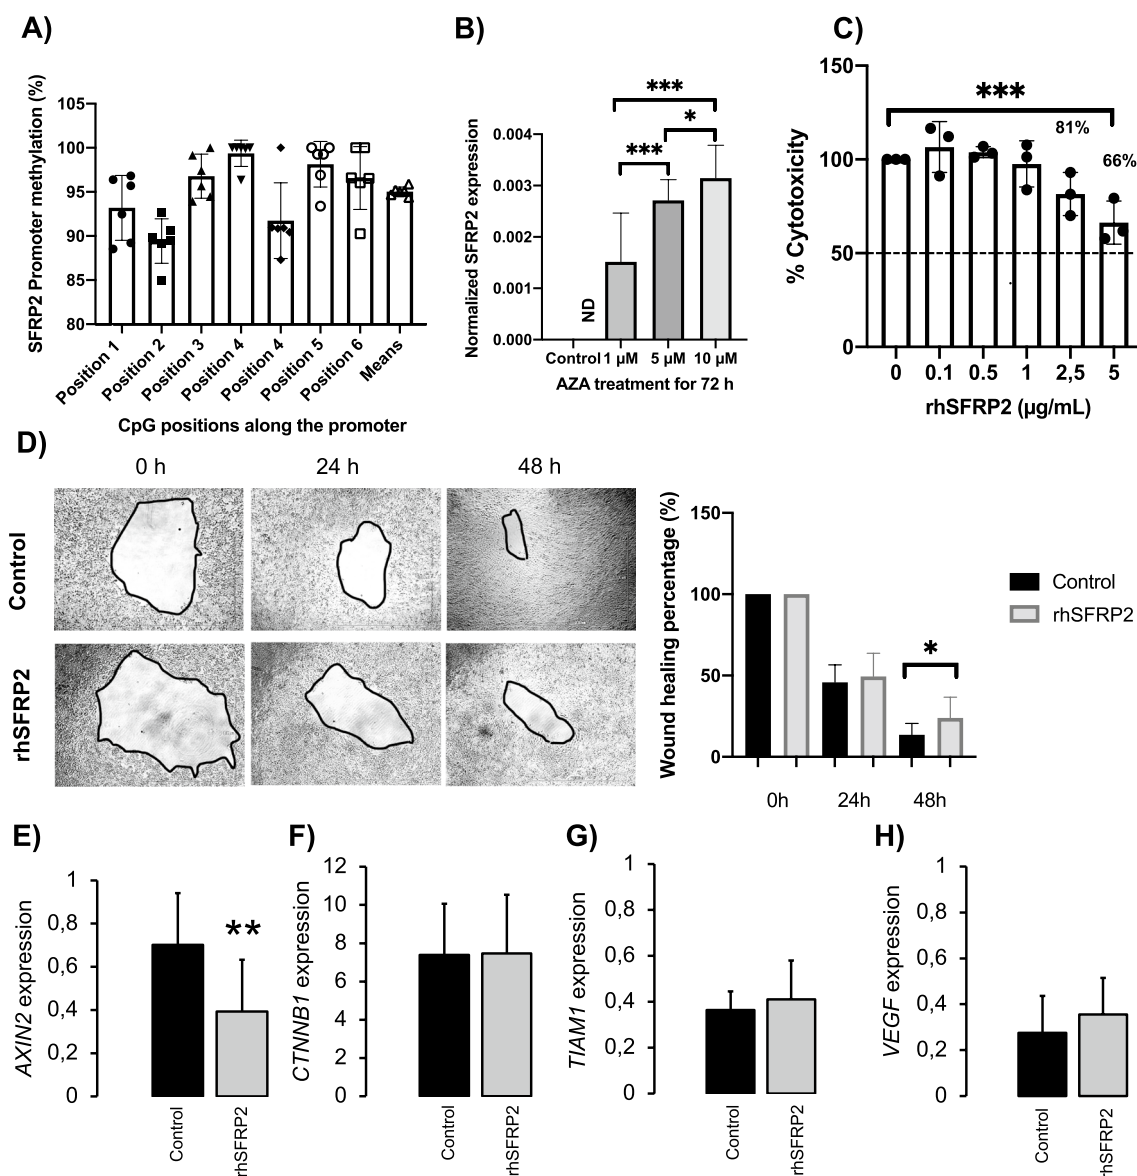 A)
SFRP2 Promoter methylation (%)
105
100
95
90
85
80
Position 1
Position 2
Position 3
Position 4
Position 4
Position 5
Position 6
Means
CpG positions along the promoter
B)
Normalized SFRP2 expression
0.004
0.003
0.002
0.001
0.000
***
*
***
ND
Control
1 µM
5 µM
10 µM
AZA treatment for 72 h
C)
% Cytotoxicity
150
100
50
0
***
81%
66%
0
0.1
0.5
1
2,5
5
rhSFRP2 (µg/mL)
D)
0 h
24 h
48 h
Control
rhSFRP2
Wound healing percentage (%)
150
100
50
0
*
0h
24h
48h
Control
rhSFRP2
E)
AXIN2 expression
1
0,8
0,6
0,4
0,2
0
**
Control
rhSFRP2
F)
CTNNB1 expression
12
10
8
6
4
2
0
Control
rhSFRP2
G)
TIAM1 expression
1
0,8
0,6
0,4
0,2
0
Control
rhSFRP2
H)
VEGF expression
1
0,8
0,6
0,4
0,2
0
Control
rhSFRP2